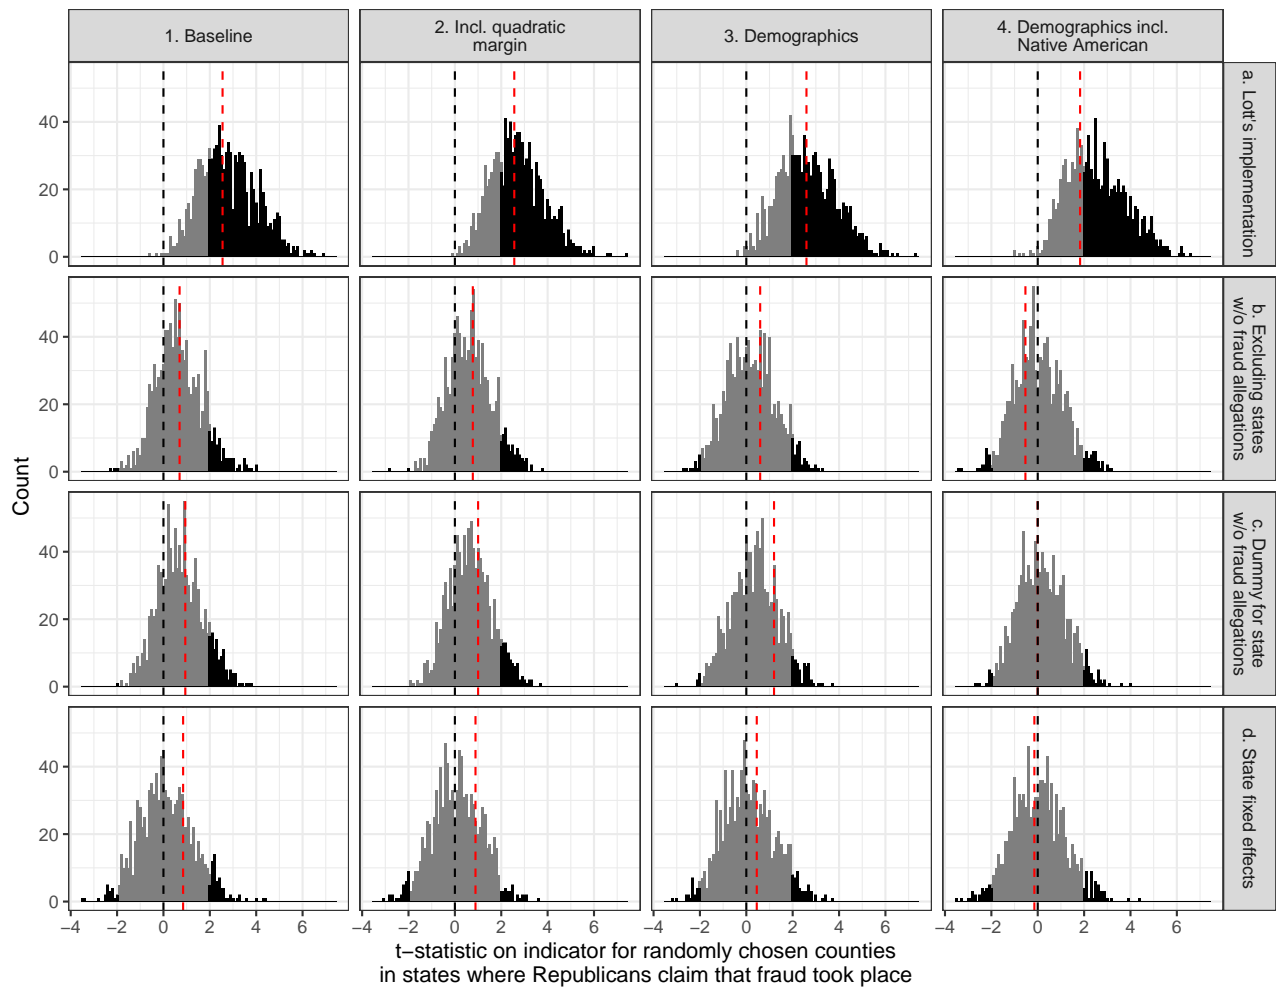 1. Baseline
2. Incl. quadratic
margin
3. Demographics
4. Demographics incl.
Native American
a. Lott's implementation
b. Excluding states
w/o fraud allegations
c. Dummy for state
w/o fraud allegations
d. State fixed effects
Count
40
20
0
40
20
0
40
20
0
40
20
0
−4 −2 0 2 4 6
−4 −2 0 2 4 6
−4 −2 0 2 4 6
−4 −2 0 2 4 6
t−statistic on indicator for randomly chosen counties
in states where Republicans claim that fraud took place